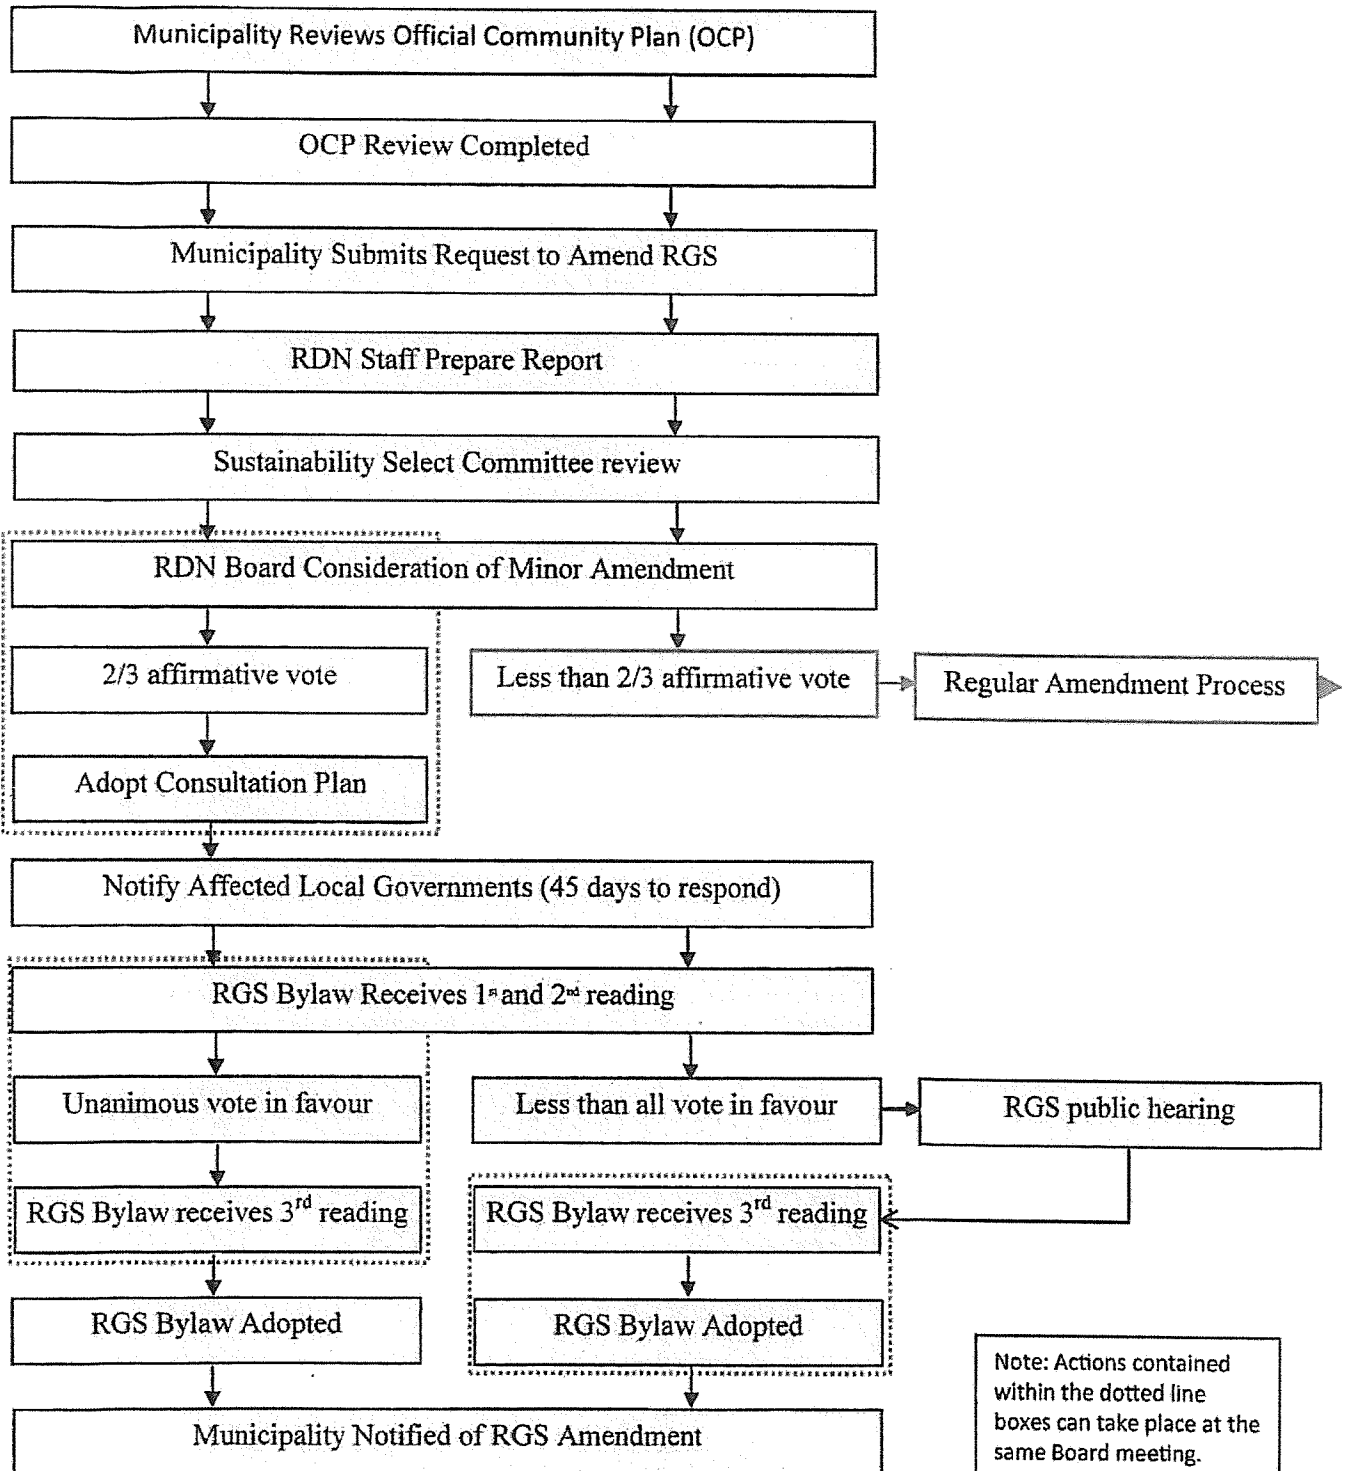 Municipality Reviews Official Community Plan (OCP)
OCP Review Completed
Municipality Submits Request to Amend RGS
RDN Staff Prepare Report
Sustainability Select Committee review
RDN Board Consideration of Minor Amendment
2/3 affirmative vote
Less than 2/3 affirmative vote
Regular Amendment Process
Adopt Consultation Plan
Notify Affected Local Governments (45 days to respond)
RGS Bylaw Receives 1st and 2nd reading
Unanimous vote in favour
Less than all vote in favour
RGS public hearing
RGS Bylaw receives 3rd reading
RGS Bylaw receives 3rd reading
RGS Bylaw Adopted
RGS Bylaw Adopted
Note: Actions contained
within the dotted line
boxes can take place at the
same Board meeting.
Municipality Notified of RGS Amendment